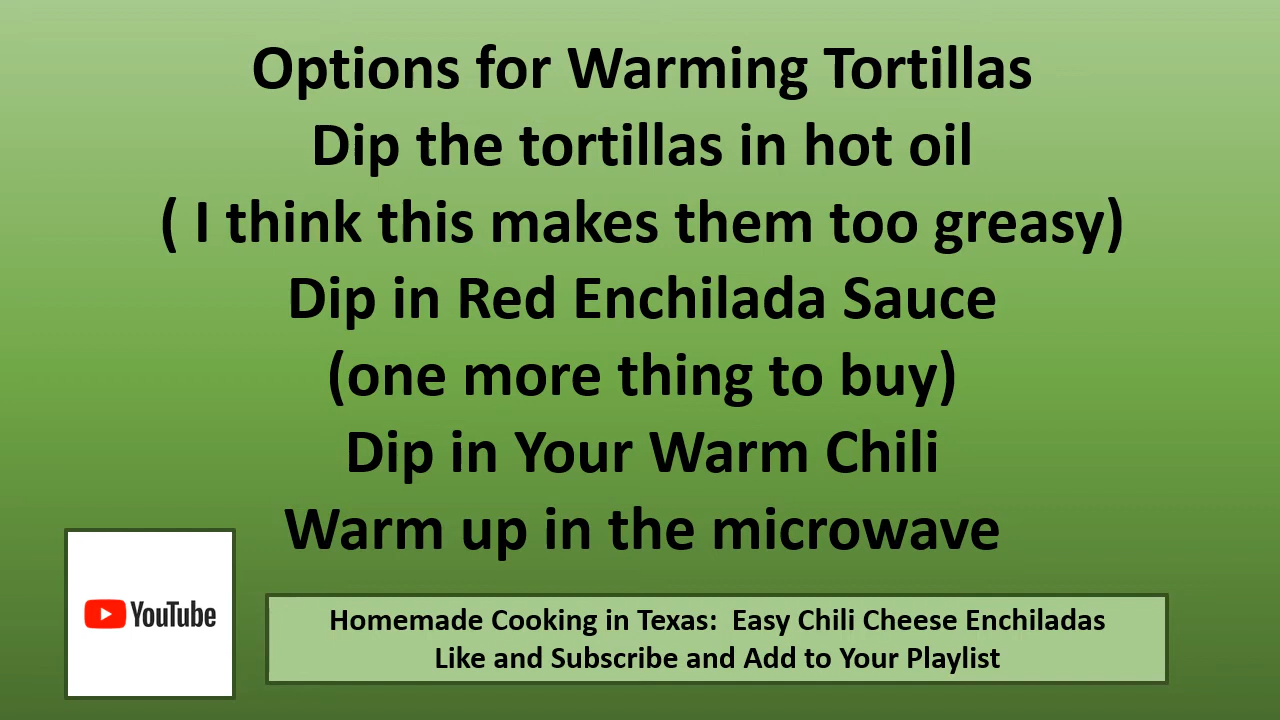 Options for Warming Tortillas
Dip the tortillas in hot oil
( I think this makes them too greasy)
Dip in Red Enchilada Sauce
(one more thing to buy)
Dip in Your Warm Chili
Warm up in the microwave
YouTube
Homemade Cooking in Texas:  Easy Chili Cheese Enchiladas
Like and Subscribe and Add to Your Playlist